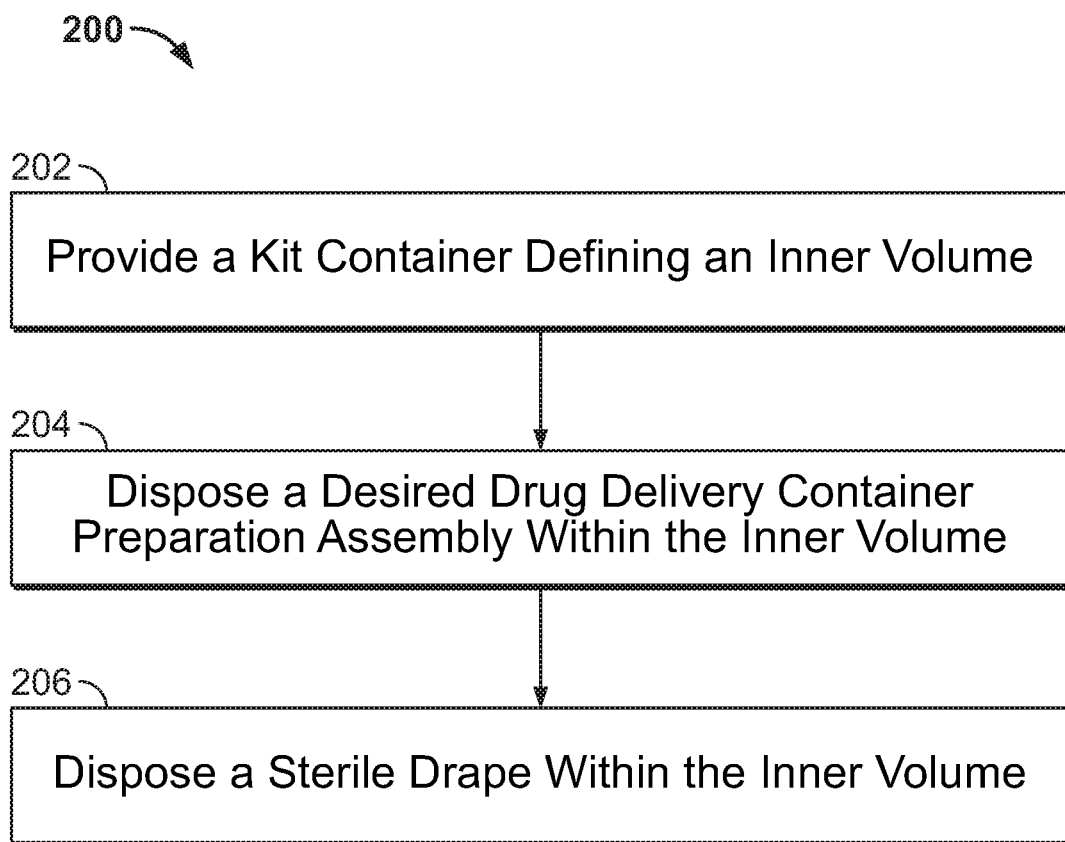 200
202
Provide a Kit Container Defining an Inner Volume
204
Dispose a Desired Drug Delivery Container
Preparation Assembly Within the Inner Volume
206
Dispose a Sterile Drape Within the Inner Volume